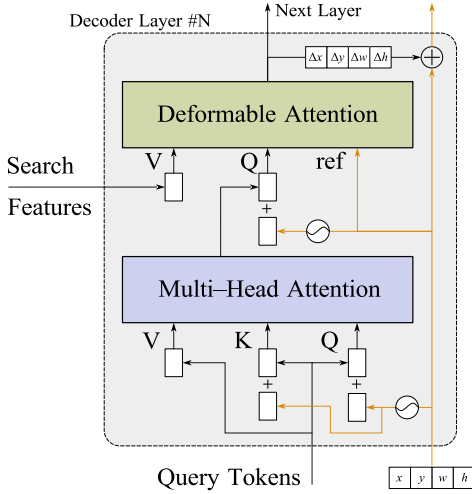 Next Layer
Decoder Layer #N
Δx Δy Δw Δh
+
Deformable Attention
V Q ref
Search
Features
+
Multi–Head Attention
V K Q
+ +
Query Tokens
x y w h